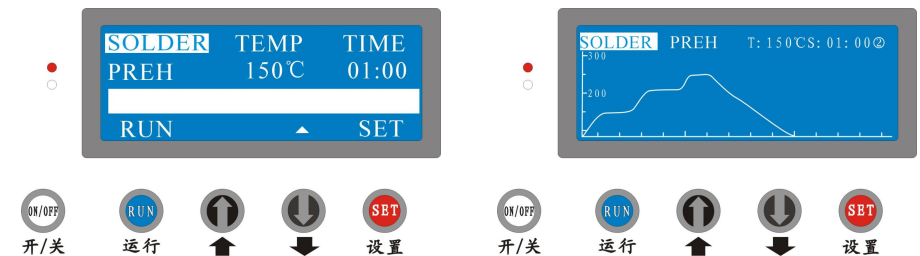 SOLDER TEMP TIME
PREH 150℃ 01:00
RUN SET
ON/OFF RUN SET
开/关 运行 设置
SOLDER PREH T: 150℃S: 01: 00②
300
200
ON/OFF RUN SET
开/关 运行 设置